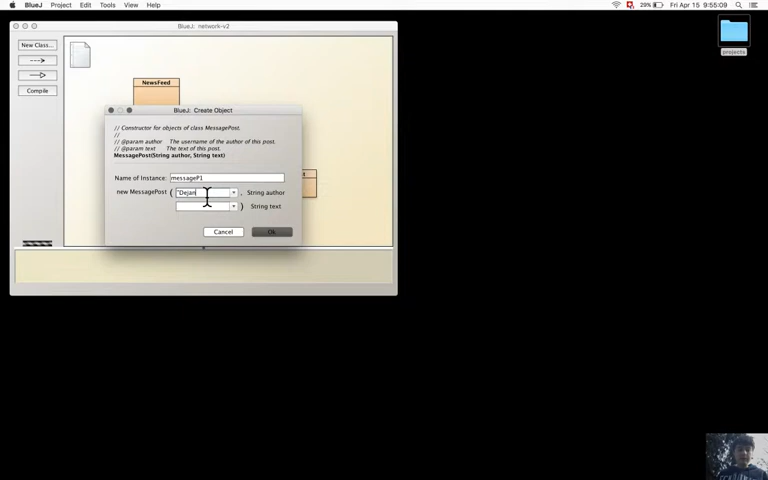 BlueJ Project Edit Tools View Help
29% Fri Apr 15 9:55:09
BlueJ: network-v2
New Class...
Compile
NewsFeed
projects
BlueJ: Create Object
// Constructor for objects of class MessagePost.
//
// @param author The username of the author of this post.
// @param text The text of this post.
MessagePost(String author, String text)
Name of Instance: messageP1
new MessagePost ( "Dejan , String author
) String text
Cancel Ok
t